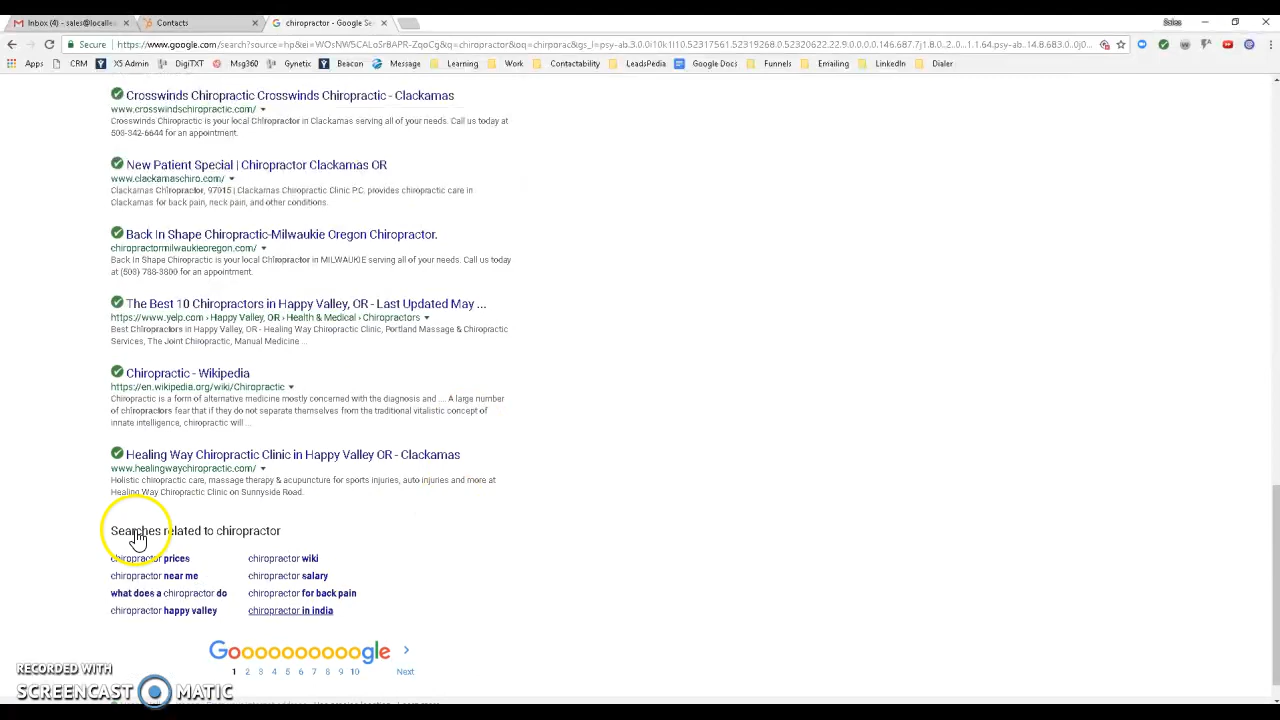 Inbox (4) - sales@locallea
Contacts
chiropractor - Google Se
Sales
Secure
https://www.google.com/search?source=hp&ei=
Apps
CRM
X5 Admin
DigiTXT
Msg360
Gynetic
Beacon
Message
Learning
Work
Contactability
LeadsPedia
Google Docs
Funnels
Emailing
LinkedIn
Dialer
Crosswinds Chiropractic Crosswinds Chiropractic - Clackamas
www.crosswindschiropractic.com/
Crosswinds Chiropractic is your local Chiropractor in Clackamas serving all of your needs. Call us today at
503-342-6644 for an appointment.
New Patient Special | Chiropractor Clackamas OR
www.clackamaschiro.com/
Clackamas Chiropractor, 97015 | Clackamas Chiropractic Clinic P.C. provides chiropractic care in
Clackamas for back pain, neck pain, and other conditions.
Back In Shape Chiropractic-Milwaukie Oregon Chiropractor.
chiropractormilwaukieoregon.com/
Back In Shape Chiropractic is your local Chiropractor in MILWAUKIE serving all of your needs. Call us today
at (503) 788-3800 for an appointment.
The Best 10 Chiropractors in Happy Valley, OR - Last Updated May ...
https://www.yelp.com › Happy Valley, OR › Health & Medical › Chiropractors
Best Chiropractors in Happy Valley, OR - Healing Way Chiropractic Clinic, Portland Massage & Chiropractic
Services, The Joint Chiropractic, Manual Medicine ...
Chiropractic - Wikipedia
https://en.wikipedia.org/wiki/Chiropractic
Chiropractic is a form of alternative medicine mostly concerned with the diagnosis and .... A large number
of chiropractors fear that if they do not separate themselves from the traditional vitalistic concept of
innate intelligence, chiropractic will ...
Healing Way Chiropractic Clinic in Happy Valley OR - Clackamas
www.healingwaychiropractic.com/
Holistic chiropractic care, massage therapy & acupuncture for sports injuries, auto injuries and more at
Healing Way Chiropractic Clinic on Sunnyside Road.
Searches related to chiropractor
chiropractor prices
chiropractor wiki
chiropractor near me
chiropractor salary
what does a chiropractor do
chiropractor for back pain
chiropractor happy valley
chiropractor in india
Goooooooooogle
1 2 3 4 5 6 7 8 9 10 Next
RECORDED WITH
SCREENCAST MATIC